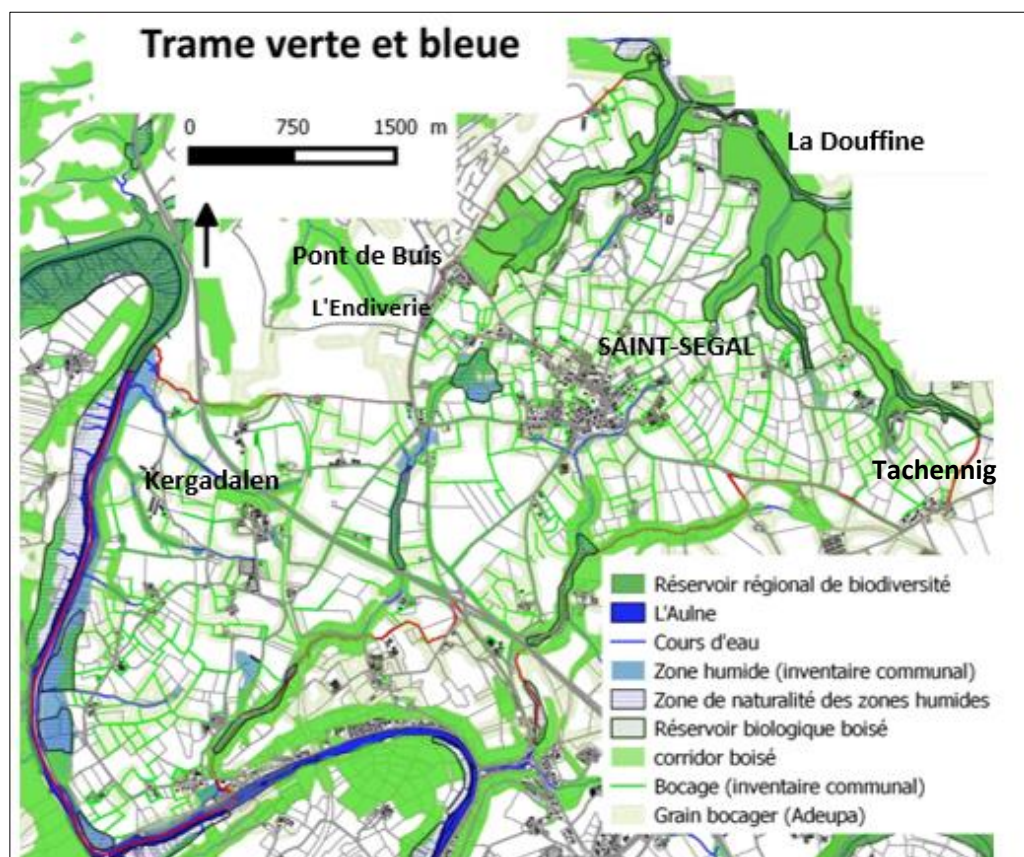 Trame verte et bleue
0 750 1500 m
La Douffine
Pont de Buis
L'Endiverie
SAINT-SEGAL
Kergadalen
Tachennig
Réservoir régional de biodiversité
L'Aulne
Cours d'eau
Zone humide (inventaire communal)
Zone de naturalité des zones humides
Réservoir biologique boisé
corridor boisé
Bocage (inventaire communal)
Grain bocager (Adeupa)